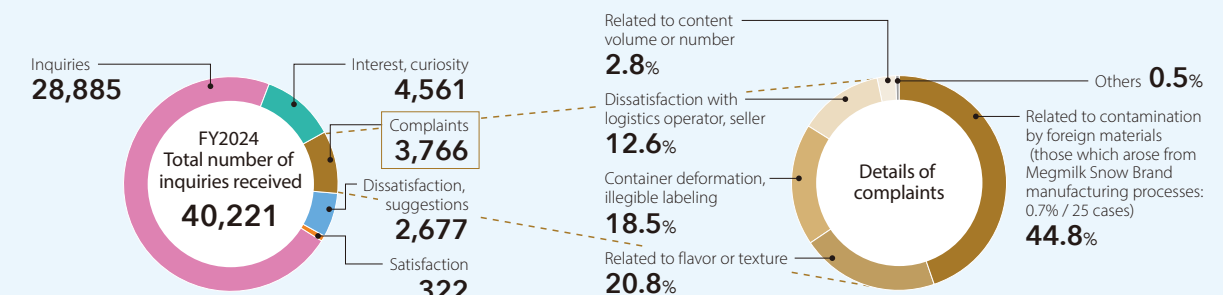 Inquiries
28,885
Interest, curiosity
4,561
FY2024
Total number of
inquiries received
40,221
Complaints
3,766
Dissatisfaction,
suggestions
2,677
Satisfaction
322
Related to content
volume or number
2.8%
Dissatisfaction with
logistics operator, seller
12.6%
Container deformation,
illegible labeling
18.5%
Related to flavor or texture
20.8%
Details of
complaints
Others 0.5%
Related to contamination
by foreign materials
(those which arose from
Megmilk Snow Brand
manufacturing processes:
0.7% / 25 cases)
44.8%